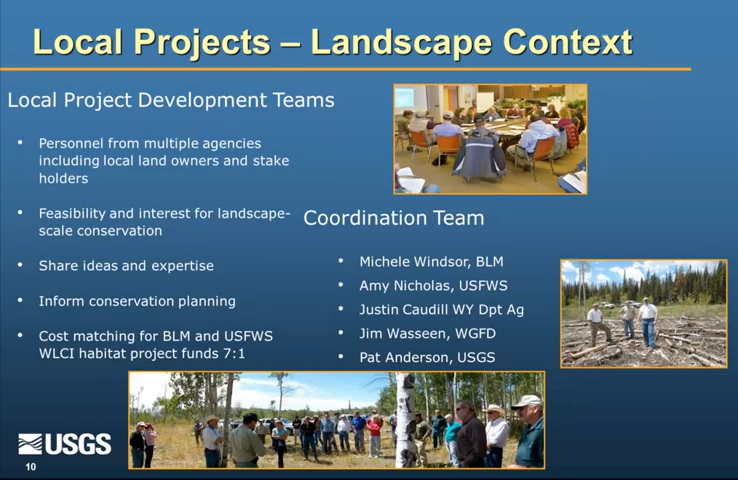 Local Projects – Landscape Context
Local Project Development Teams
• Personnel from multiple agencies
including local land owners and stake
holders
• Feasibility and interest for landscape-
scale conservation
• Share ideas and expertise
• Inform conservation planning
• Cost matching for BLM and USFWS
WLCI habitat project funds 7:1
Coordination Team
• Michele Windsor, BLM
• Amy Nicholas, USFWS
• Justin Caudill WY Dpt Ag
• Jim Wasseen, WGFD
• Pat Anderson, USGS
USGS
10